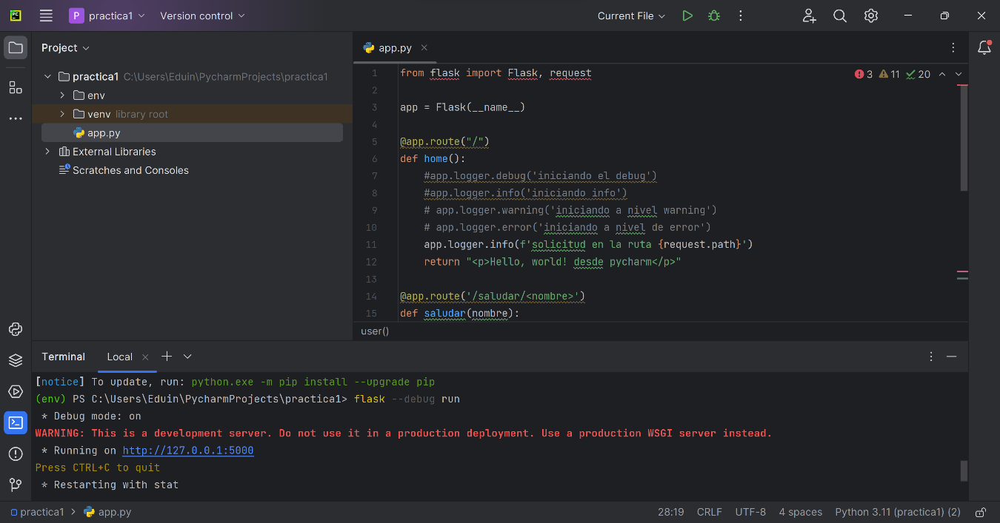 PC P practica1 Version control Current File
Project
app.py
practica1 C:\Users\Eduin\PycharmProjects\practica1
env
venv library root
app.py
External Libraries
Scratches and Consoles
3 11 20
1 from flask import Flask, request
2
3 app = Flask(__name__)
4
5 @app.route("/")
6 def home():
7 #app.logger.debug('iniciando el debug')
8 #app.logger.info('iniciando info')
9 # app.logger.warning('iniciando a nivel warning')
10 # app.logger.error('iniciando a nivel de error')
11 app.logger.info(f'solicitud en la ruta {request.path}')
12 return "<p>Hello, world! desde pycharm</p>"
13
14 @app.route('/saludar/<nombre>')
15 def saludar(nombre):
user()
Terminal Local
[notice] To update, run: python.exe -m pip install --upgrade pip
(env) PS C:\Users\Eduin\PycharmProjects\practica1> flask --debug run
* Debug mode: on
WARNING: This is a development server. Do not use it in a production deployment. Use a production WSGI server instead.
* Running on http://127.0.0.1:5000
Press CTRL+C to quit
* Restarting with stat
practica1 > app.py 28:19 CRLF UTF-8 4 spaces Python 3.11 (practica1) (2)